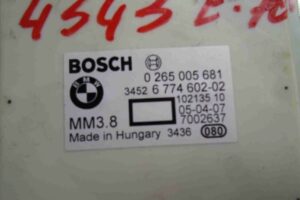 4343
BOSCH
0 265 005 681
BMW
3452 6 774 602-02
102135 10
05-04-07
MM3.8 7002637
Made in Hungary 3436 080